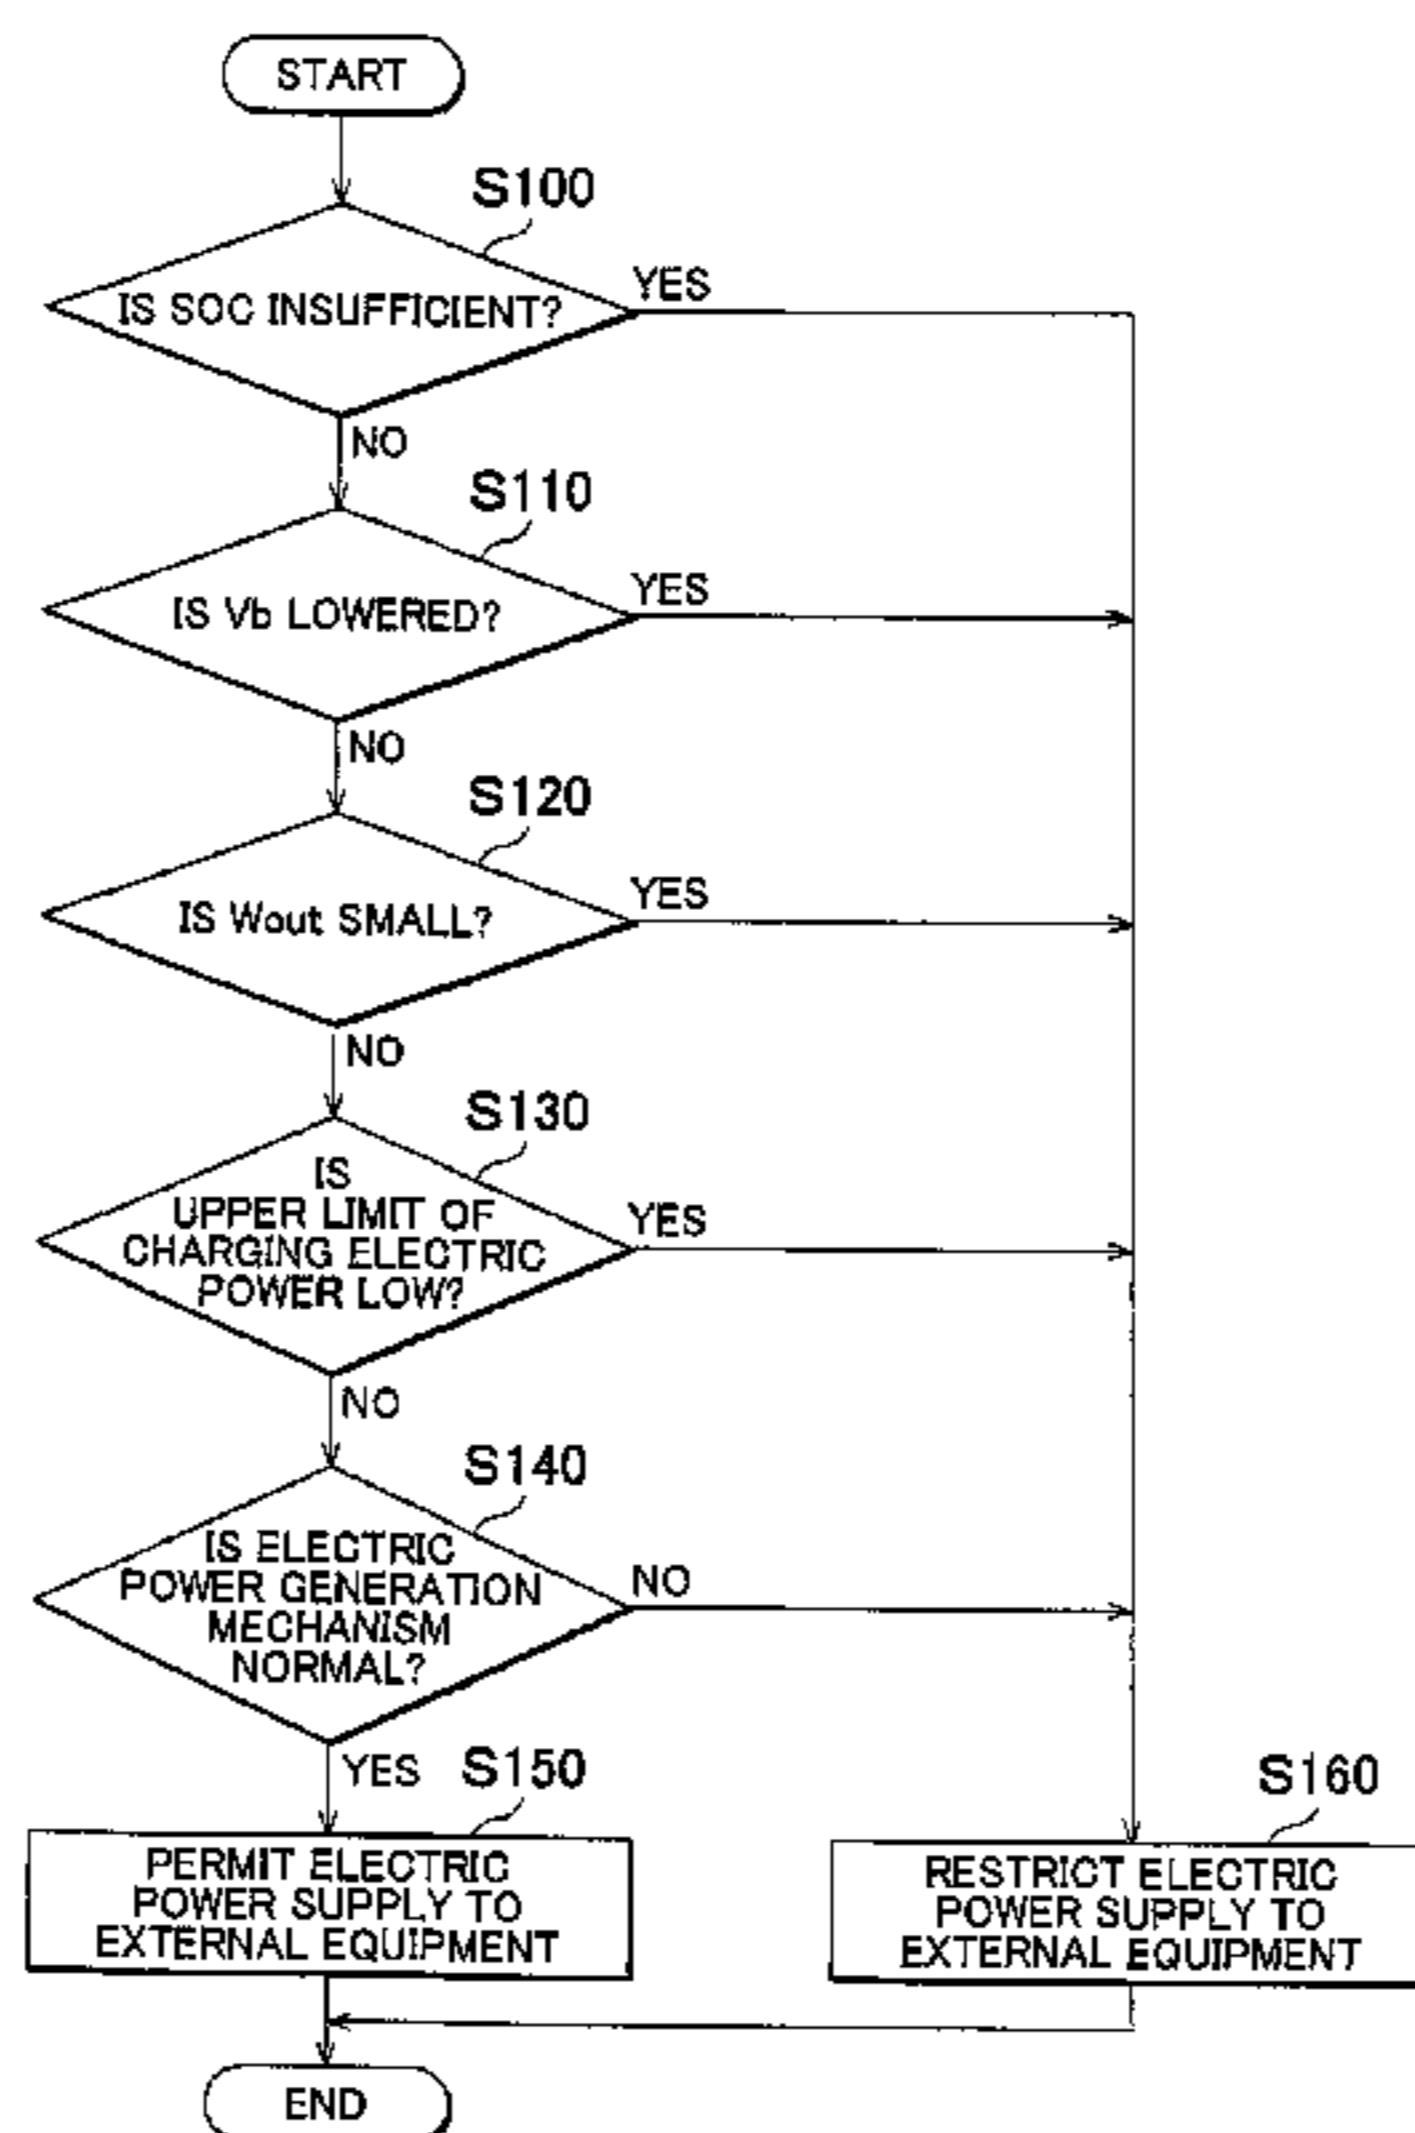 START
S100
IS SOC INSUFFICIENT?
YES
NO
S110
IS Vb LOWERED?
YES
NO
S120
IS Wout SMALL?
YES
NO
S130
IS
UPPER LIMIT OF
CHARGING ELECTRIC
POWER LOW?
YES
NO
S140
IS ELECTRIC
POWER GENERATION
MECHANISM
NORMAL?
NO
YES
S150
PERMIT ELECTRIC
POWER SUPPLY TO
EXTERNAL EQUIPMENT
S160
RESTRICT ELECTRIC
POWER SUPPLY TO
EXTERNAL EQUIPMENT
END